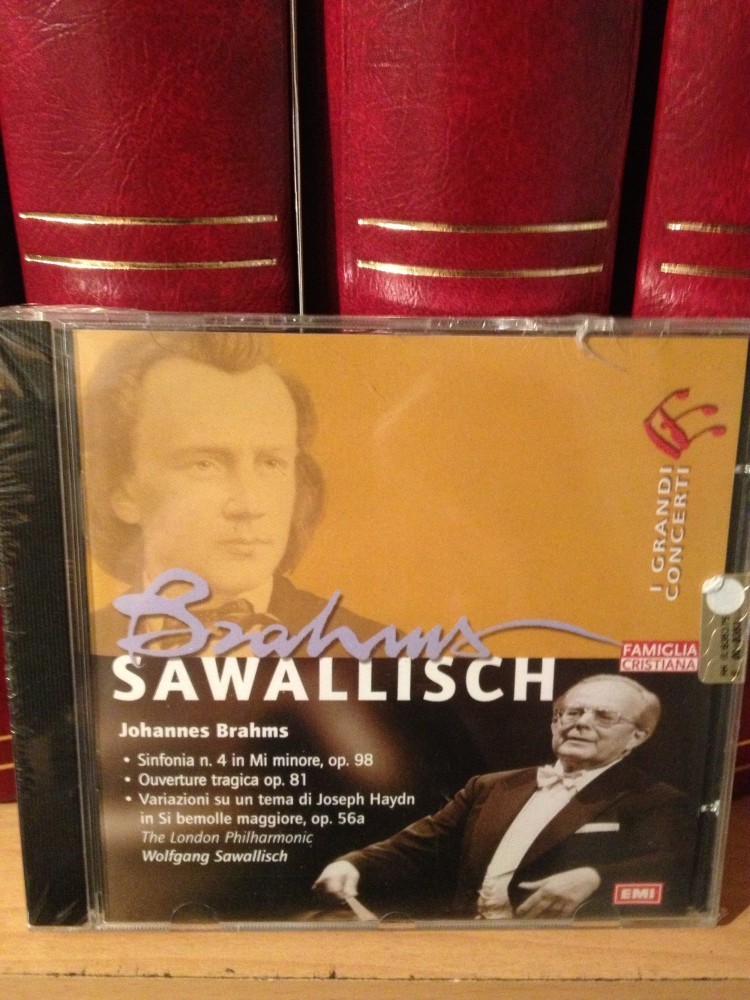 I GRANDI
CONCERTI
Brahms
FAMIGLIA
CRISTIANA
SAWALLISCH
Johannes Brahms
• Sinfonia n. 4 in Mi minore, op. 98
• Ouverture tragica op. 81
• Variazioni su un tema di Joseph Haydn
in Si bemolle maggiore, op. 56a
The London Philharmonic
Wolfgang Sawallisch
EMI